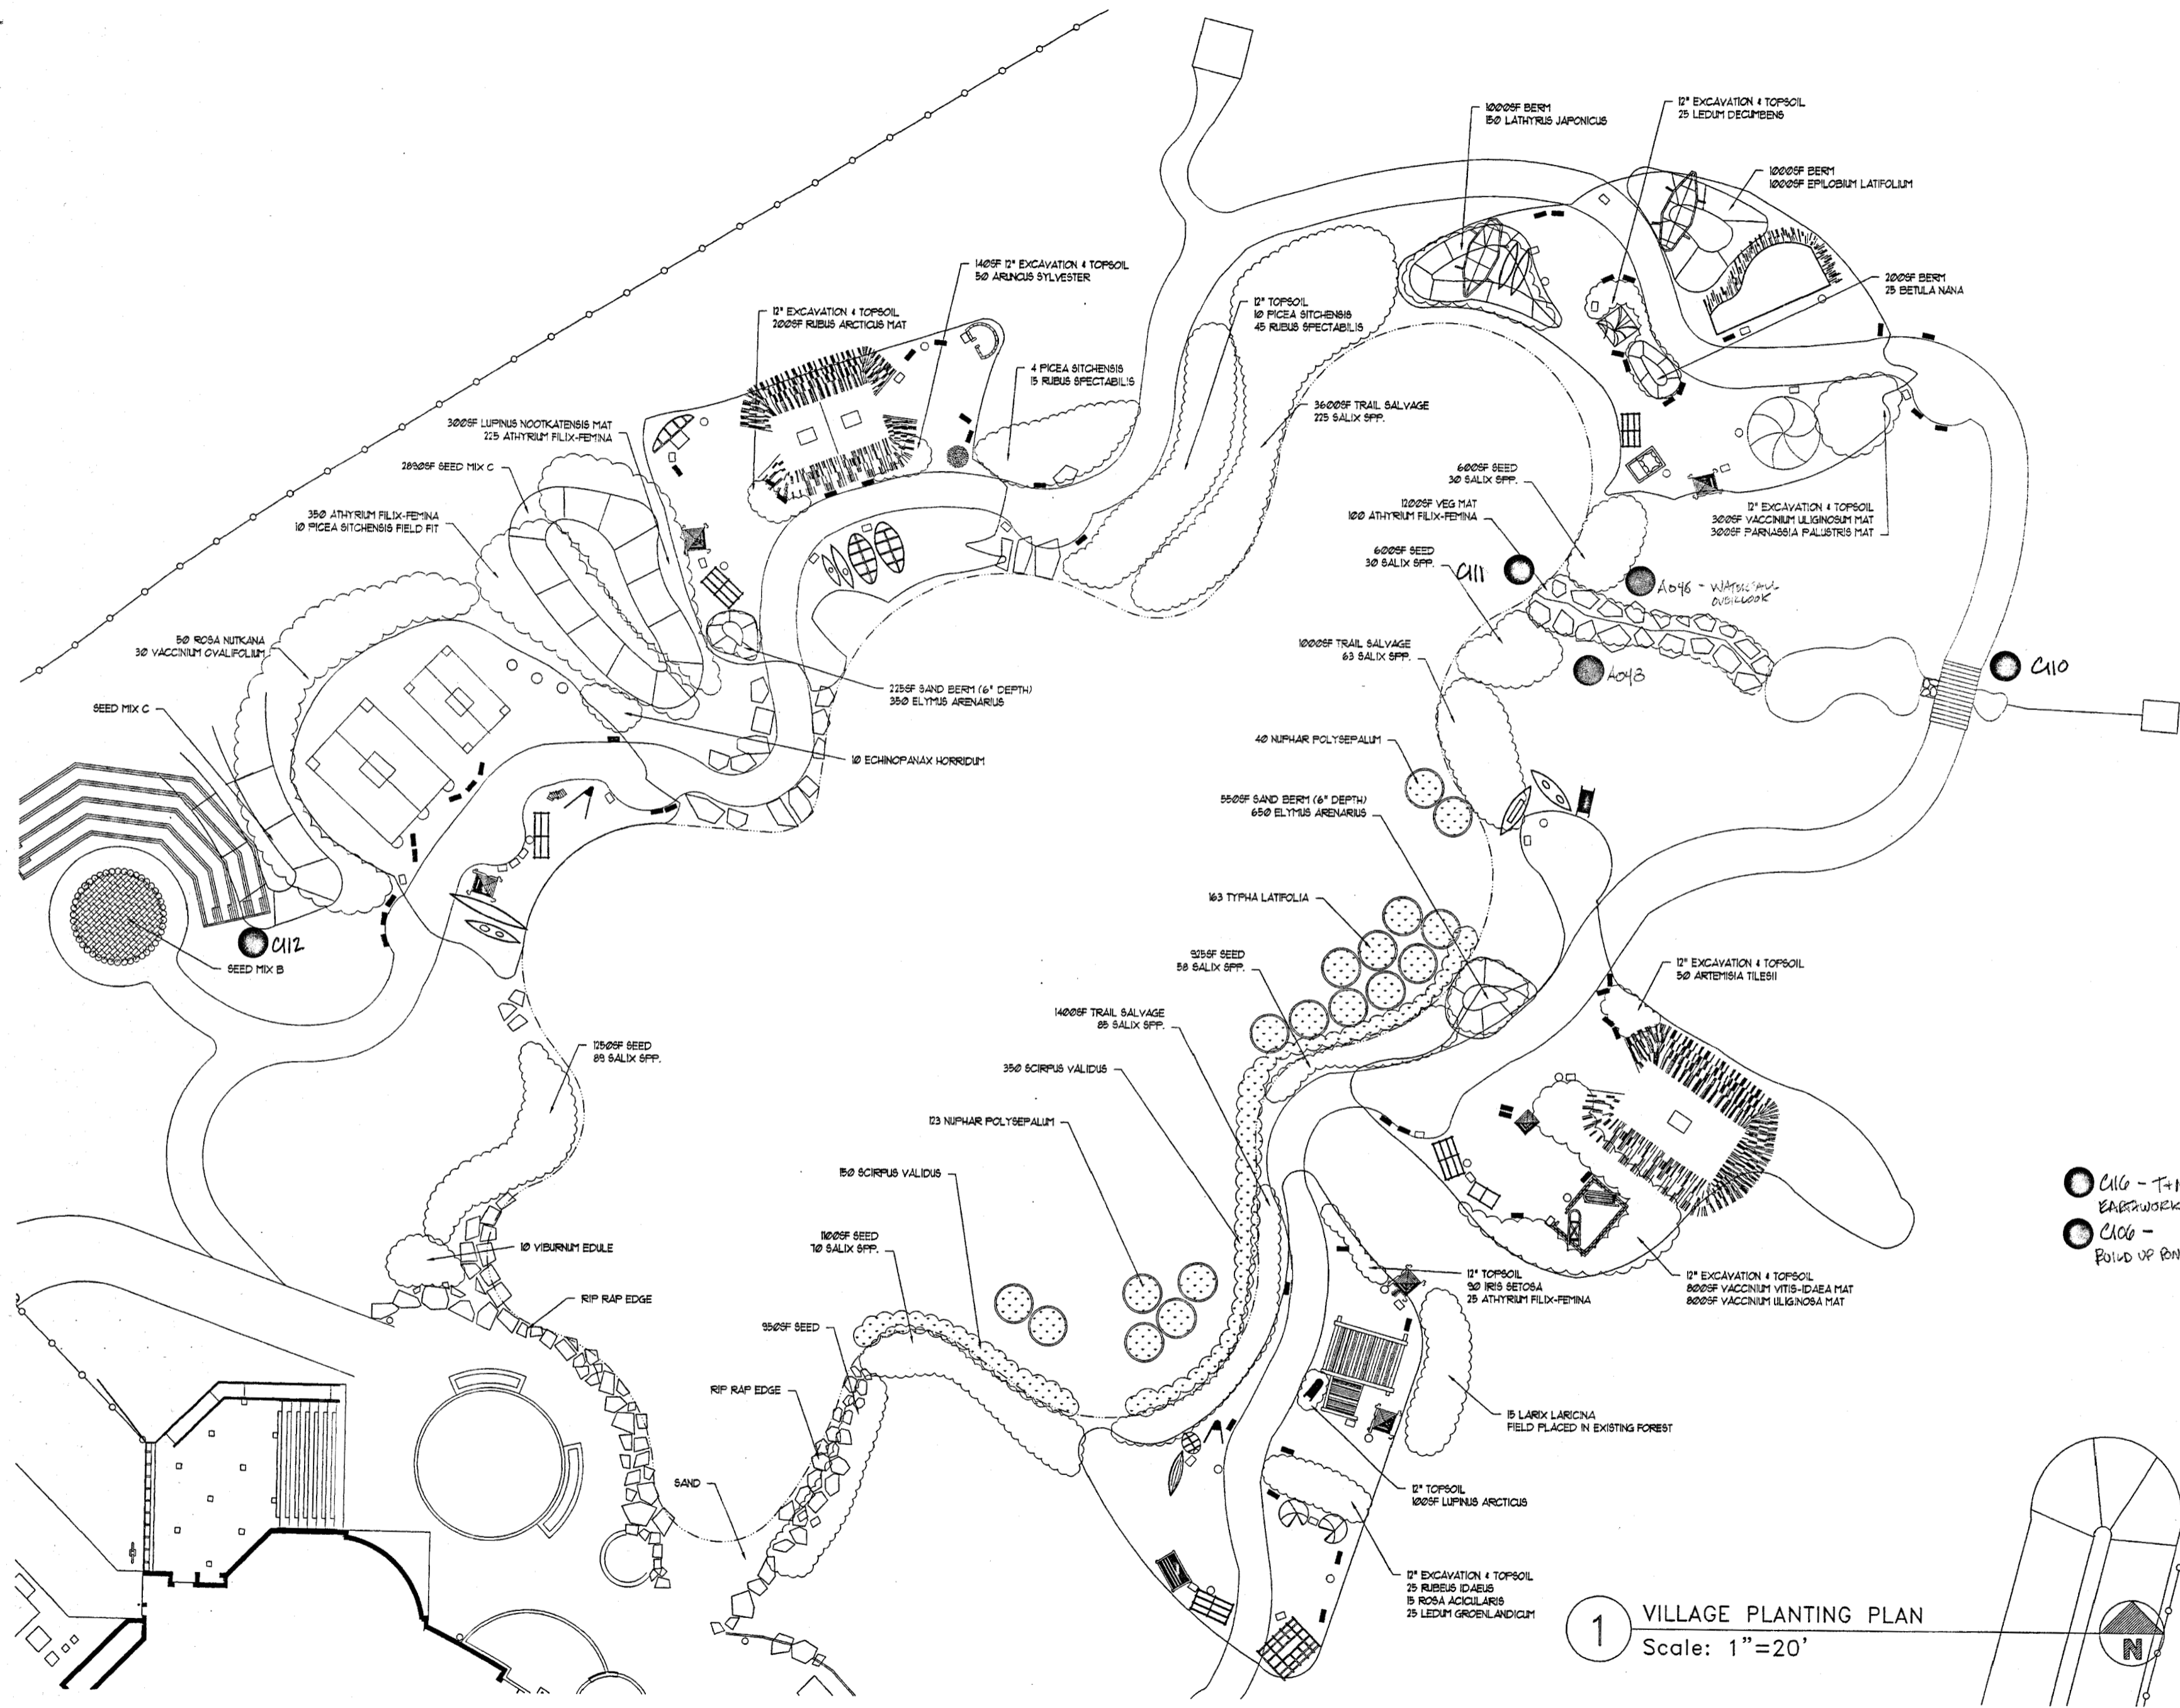 1000SF BERM
150 LATHYRUS JAPONICUS
12" EXCAVATION & TOPSOIL
25 LEDUM DECUMBENS
1000SF BERM
1000SF EPILOBIUM LATIFOLIUM
200SF BERM
25 BETULA NANA
140SF 12" EXCAVATION & TOPSOIL
50 ARUNCUS SYLVESTER
12" EXCAVATION & TOPSOIL
200SF RUBUS ARCTICUS MAT
12" TOPSOIL
10 PICEA SITCHENSIS
45 RUBUS SPECTABILIS
4 PICEA SITCHENSIS
15 RUBUS SPECTABILIS
3600SF TRAIL SALVAGE
225 SALIX SPP.
300SF LUPINUS NOOTKATENSIS MAT
225 ATHYRIUM FILIX-FEMINA
2890SF SEED MIX C
350 ATHYRIUM FILIX-FEMINA
10 PICEA SITCHENSIS FIELD FIT
600SF SEED
30 SALIX SPP.
1200SF VEG MAT
100 ATHYRIUM FILIX-FEMINA
600SF SEED
30 SALIX SPP.
C111
12" EXCAVATION & TOPSOIL
300SF VACCINIUM ULIGINOSUM MAT
300SF PARNASSIA PALUSTRIS MAT
A046 - WATERFALL
OVERLOOK
A043
C110
50 ROSA NUTKANA
30 VACCINIUM OVALIFOLIUM
1000SF TRAIL SALVAGE
63 SALIX SPP.
225SF SAND BERM (6" DEPTH)
350 ELYMUS ARENARIUS
SEED MIX C
40 NUPHAR POLYSEPALUM
10 ECHINOPANAX HORRIDUM
550SF SAND BERM (6" DEPTH)
650 ELYMUS ARENARIUS
163 TYPHA LATIFOLIA
C112
SEED MIX B
925SF SEED
58 SALIX SPP.
12" EXCAVATION & TOPSOIL
50 ARTEMISIA TILESII
1400SF TRAIL SALVAGE
85 SALIX SPP.
1250SF SEED
89 SALIX SPP.
350 SCIRPUS VALIDUS
123 NUPHAR POLYSEPALUM
150 SCIRPUS VALIDUS
C116 - T+M
EARTHWORK
C106 -
BUILD UP PON
1100SF SEED
70 SALIX SPP.
10 VIBURNUM EDULE
12" TOPSOIL
90 IRIS SETOSA
25 ATHYRIUM FILIX-FEMINA
12" EXCAVATION & TOPSOIL
800SF VACCINIUM VITIS-IDAEA MAT
800SF VACCINIUM ULIGINOSA MAT
RIP RAP EDGE
950SF SEED
RIP RAP EDGE
15 LARIX LARICINA
FIELD PLACED IN EXISTING FOREST
SAND
12" TOPSOIL
100SF LUPINUS ARCTICUS
12" EXCAVATION & TOPSOIL
25 RUBEUS IDAEUS
15 ROSA ACICULARIS
25 LEDUM GROENLANDICUM
1 VILLAGE PLANTING PLAN
Scale: 1"=20'
N